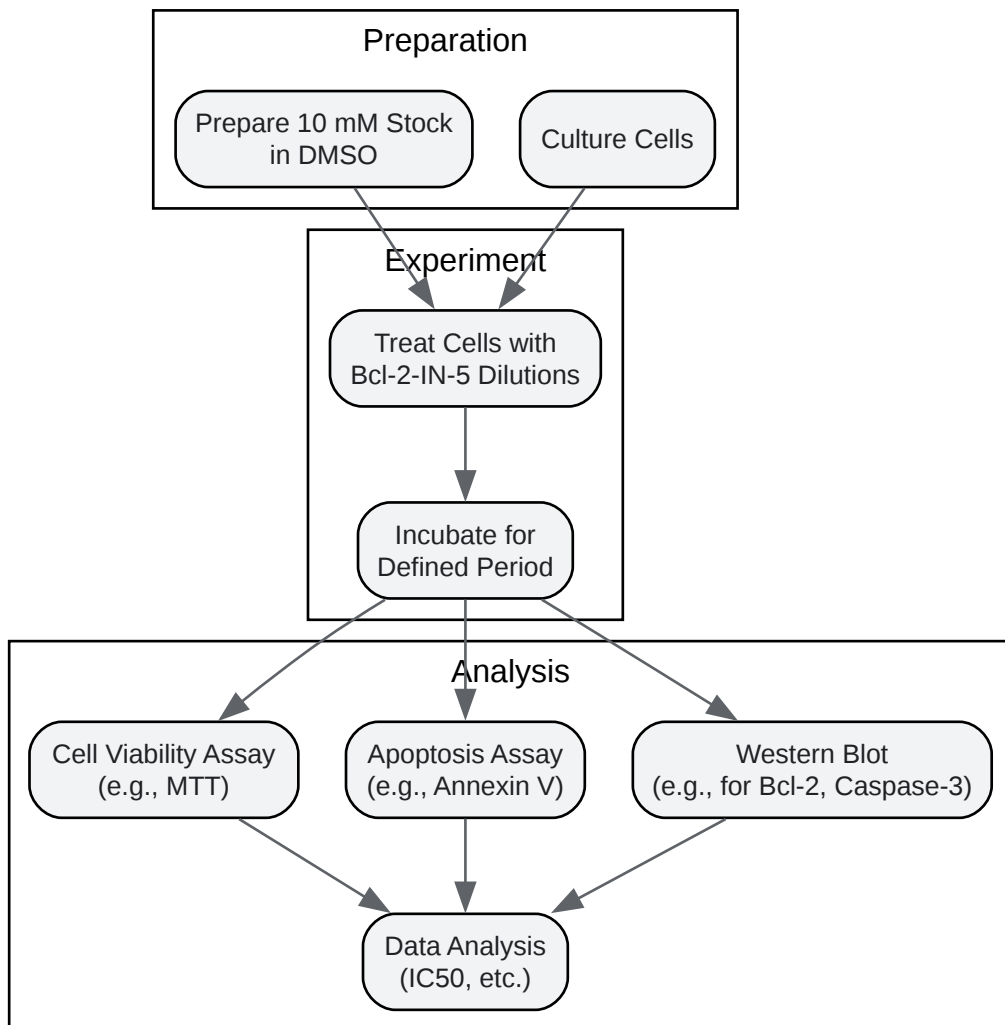 Preparation
Prepare 10 mM Stock
in DMSO
Culture Cells
Experiment
Treat Cells with
Bcl-2-IN-5 Dilutions
Incubate for
Defined Period
Analysis
Cell Viability Assay
(e.g., MTT)
Apoptosis Assay
(e.g., Annexin V)
Western Blot
(e.g., for Bcl-2, Caspase-3)
Data Analysis
(IC50, etc.)